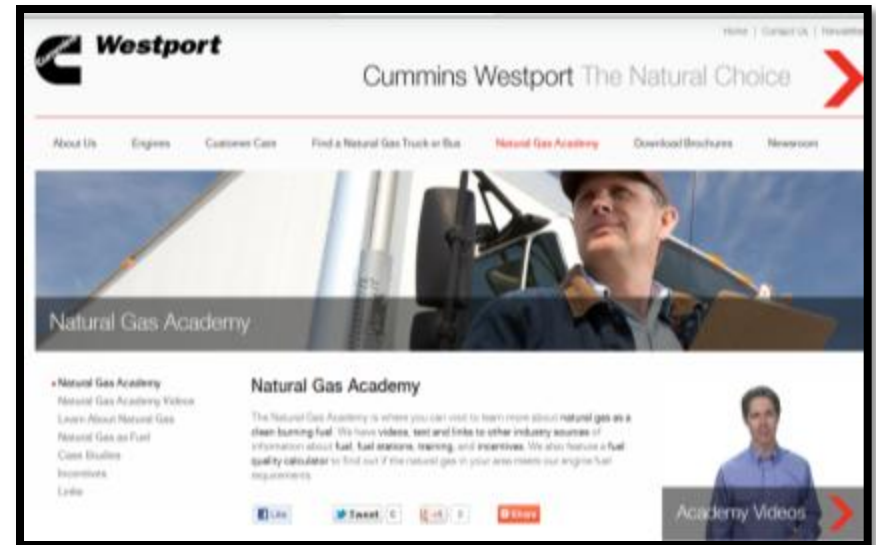 Home | Contact Us |
Cummins
Westport
Cummins Westport The Natural Choice
About Us Engines Customer Care Find a Natural Gas Truck or Bus Natural Gas Academy Download Brochures Newsroom
Natural Gas Academy
Natural Gas Academy
Natural Gas Academy Videos
Learn About Natural Gas
Natural Gas as Fuel
Case Studies
Incentives
Links
Natural Gas Academy
The Natural Gas Academy is where you can visit to learn more about natural gas as a
clean burning fuel. We have videos, text and links to other industry sources of
information about fuel, fuel stations, training, and incentives. We also feature a fuel
quality calculator to find out if the natural gas in your area meets our engine fuel
requirements.
Like Tweet 0 +1 0 Share
Academy Videos